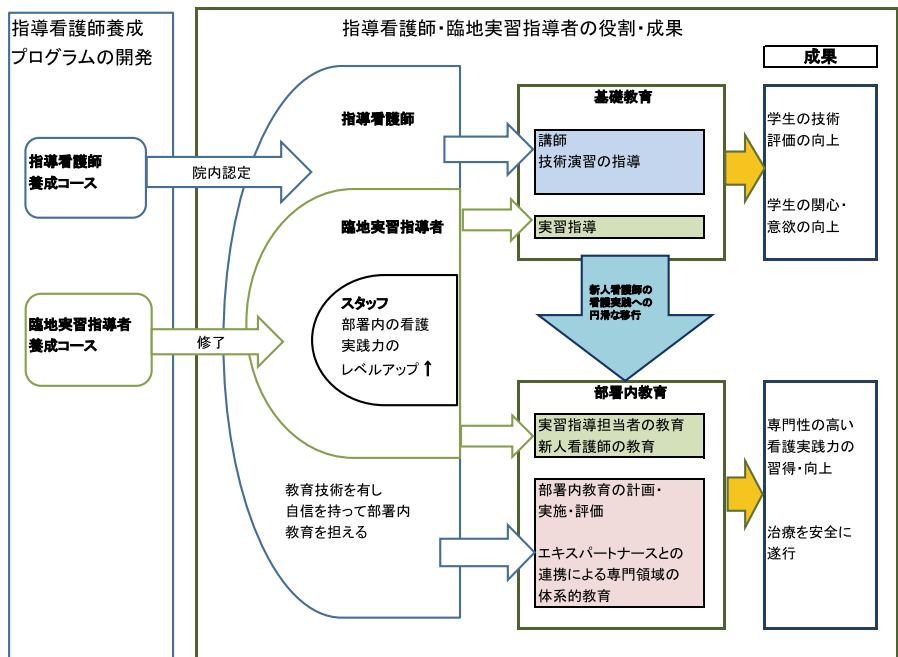 指導看護師養成
プログラムの開発
指導看護師
養成コース
臨地実習指導者
養成コース
指導看護師・臨地実習指導者の役割・成果
院内認定
修了
指導看護師
臨地実習指導者
スタッフ
部署内の看護
実践力の
レベルアップ↑
教育技術を有し
自信を持って部署内
教育を担える
基礎教育
講師
技術演習の指導
実習指導
新人看護師の
看護実践への
円滑な移行
部署内教育
実習指導担当者の教育
新人看護師の教育
部署内教育の計画・
実施・評価
エキスパートナースとの
連携による専門領域の
体系的教育
成果
学生の技術
評価の向上
学生の関心・
意欲の向上
専門性の高い
看護実践力の
習得・向上
治療を安全に
遂行